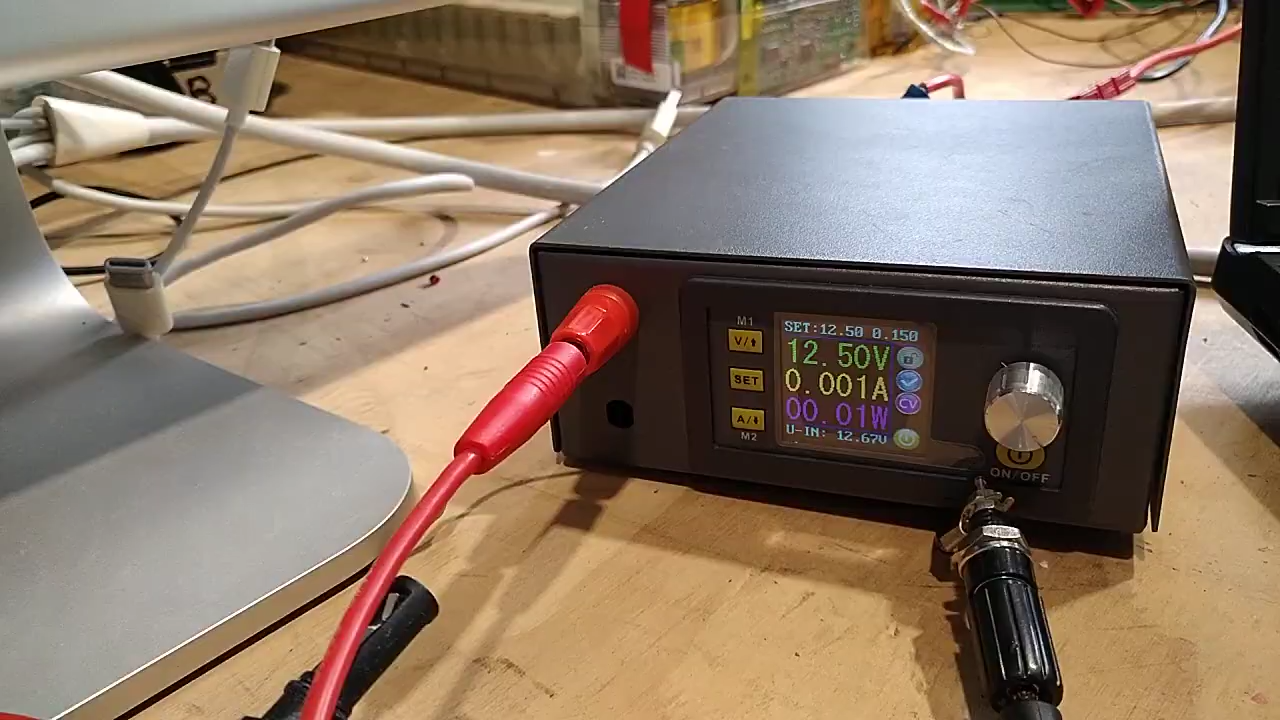 M1
V/⬆
SET
A/⬇
M2
SET:12.50 0.150
12.50V
0.001A
00.01W
U-IN: 12.67V
CV
ON/OFF